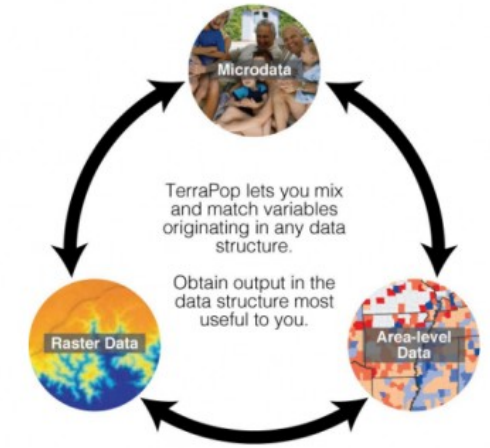 Microdata
TerraPop lets you mix
and match variables
originating in any data
structure.
Obtain output in the
data structure most
useful to you.
Raster Data
Area-level
Data